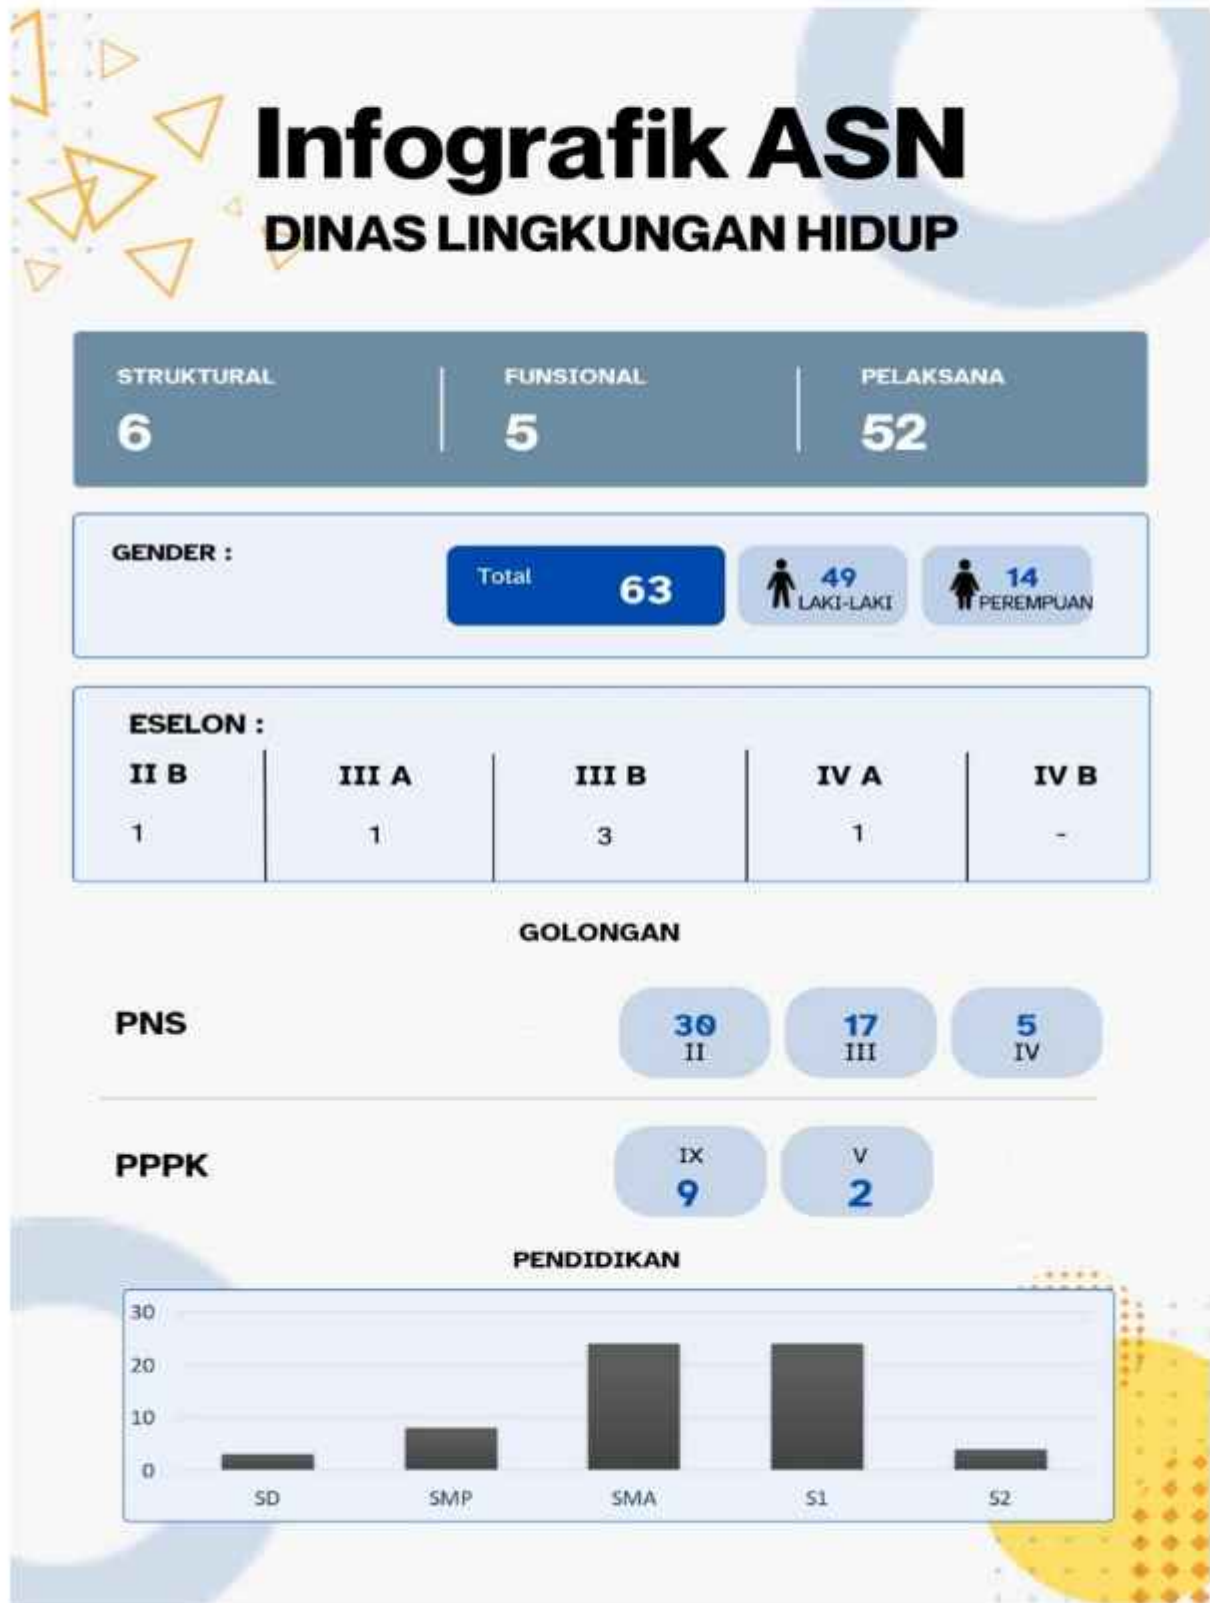 Infografik ASN
DINAS LINGKUNGAN HIDUP
STRUKTURAL FUNSIONAL PELAKSANA
6 5 52
GENDER :
Total 63
49
LAKI-LAKI
14
PEREMPUAN
ESELON :
II B III A III B IV A IV B
1 1 3 1 -
GOLONGAN
PNS
30 17 5
II III IV
PPPK
IX V
9 2
PENDIDIKAN
30
20
10
0
SD SMP SMA S1 S2